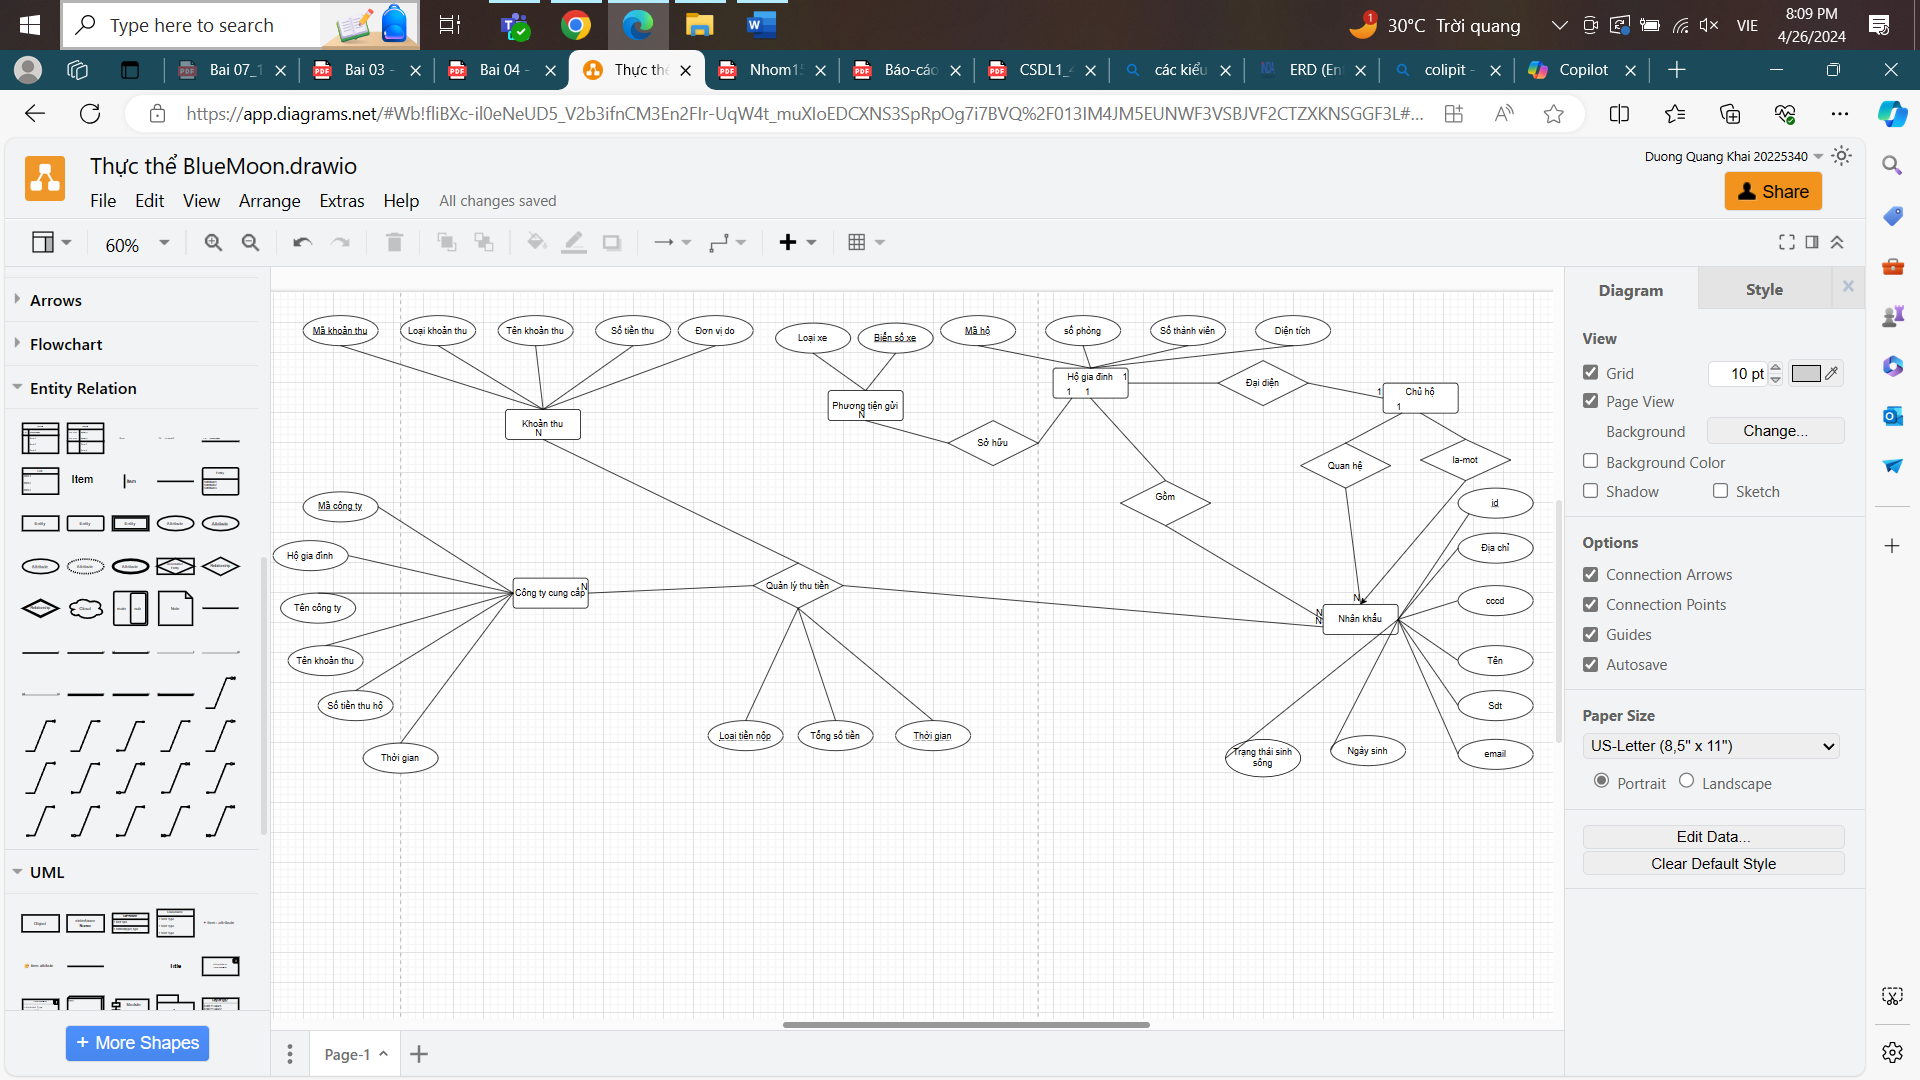 Type here to search
1
30°C Trời quang
VIE
8:09 PM
4/26/2024
Bai 07_1
Bai 03 -
Bai 04 -
Thực thể
Nhom15
Báo-cáo
CSDL1_4
các kiểu
ERD (En
colipit -
Copilot
https://app.diagrams.net/#Wb!fIiBXc-il0eNeUD5_V2b3ifnCM3En2FIr-UqW4t_muXIoEDCXNS3SpRpOg7i7BVQ%2F013IM4JM5EUNWF3VSBJVF2CTZXKNSGGF3L#...
Thực thể BlueMoon.drawio
Duong Quang Khai 20225340
File Edit View Arrange Extras Help All changes saved
Share
60%
Arrows
Flowchart
Entity Relation
Item
UML
Title
+ More Shapes
Mã khoản thu
Loại khoản thu
Tên khoản thu
Số tiền thu
Đơn vị đo
Loại xe
Biển số xe
Mã hộ
số phòng
Số thành viên
Diện tích
Khoản thu
N
Phương tiện gửi
N
Hộ gia đình 1
1 1
Đại diện
1 Chủ hộ
1
Sở hữu
Quan hệ
la-mot
Gồm
Mã công ty
Hộ gia đình
Tên công ty
Tên khoản thu
Số tiền thu hộ
Thời gian
Công ty cung cấp
N
Quản lý thu tiền
Loại tiền nộp
Tổng số tiền
Thời gian
N
N
N
Nhân khẩu
id
Địa chỉ
cccd
Tên
Sdt
email
Ngày sinh
Trạng thái sinh
sống
Page-1
Diagram
Style
View
Grid
10 pt
Page View
Background
Change...
Background Color
Shadow
Sketch
Options
Connection Arrows
Connection Points
Guides
Autosave
Paper Size
US-Letter (8,5" x 11")
Portrait
Landscape
Edit Data...
Clear Default Style